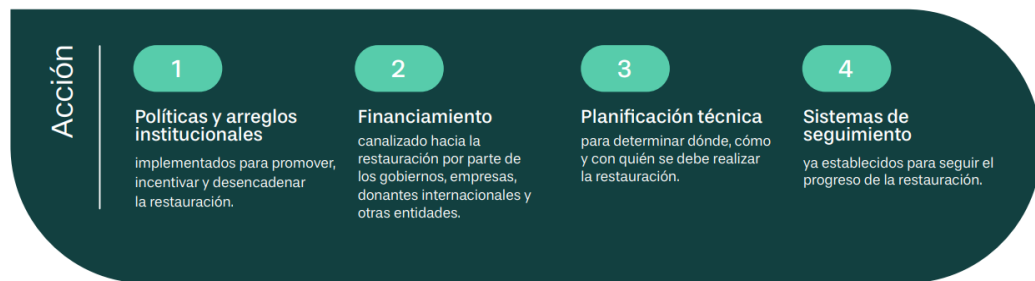 Acción
1
Políticas y arreglos
institucionales
implementados para promover,
incentivar y desencadenar
la restauración.
2
Financiamiento
canalizado hacia la
restauración por parte de
los gobiernos, empresas,
donantes internacionales y
otras entidades.
3
Planificación técnica
para determinar dónde, cómo
y con quién se debe realizar
la restauración.
4
Sistemas de
seguimiento
ya establecidos para seguir el
progreso de la restauración.